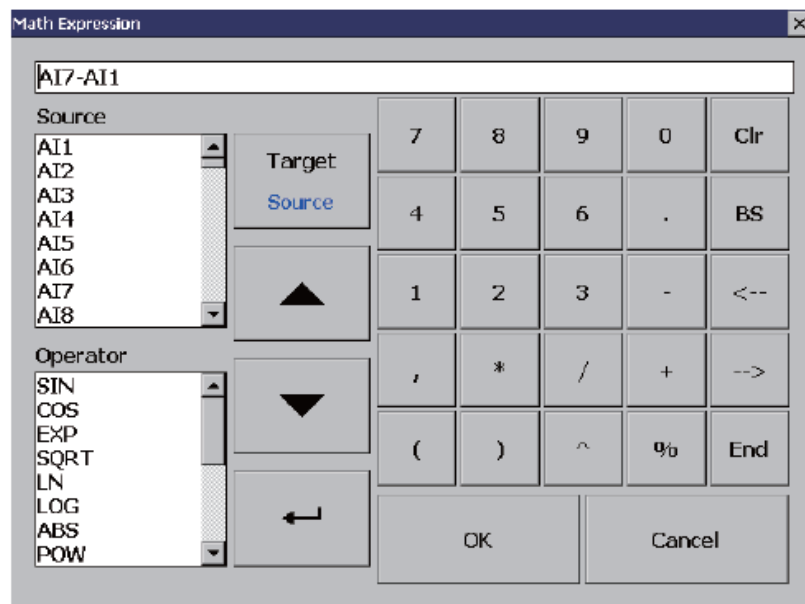 Math Expression
AI7-AI1
Source
AI1
AI2
AI3
AI4
AI5
AI6
AI7
AI8
Target
Source
Operator
SIN
COS
EXP
SQRT
LN
LOG
ABS
POW
7 8 9 0 Clr
4 5 6 . BS
1 2 3 - <--
, * / + -->
( ) ^ % End
OK Cancel